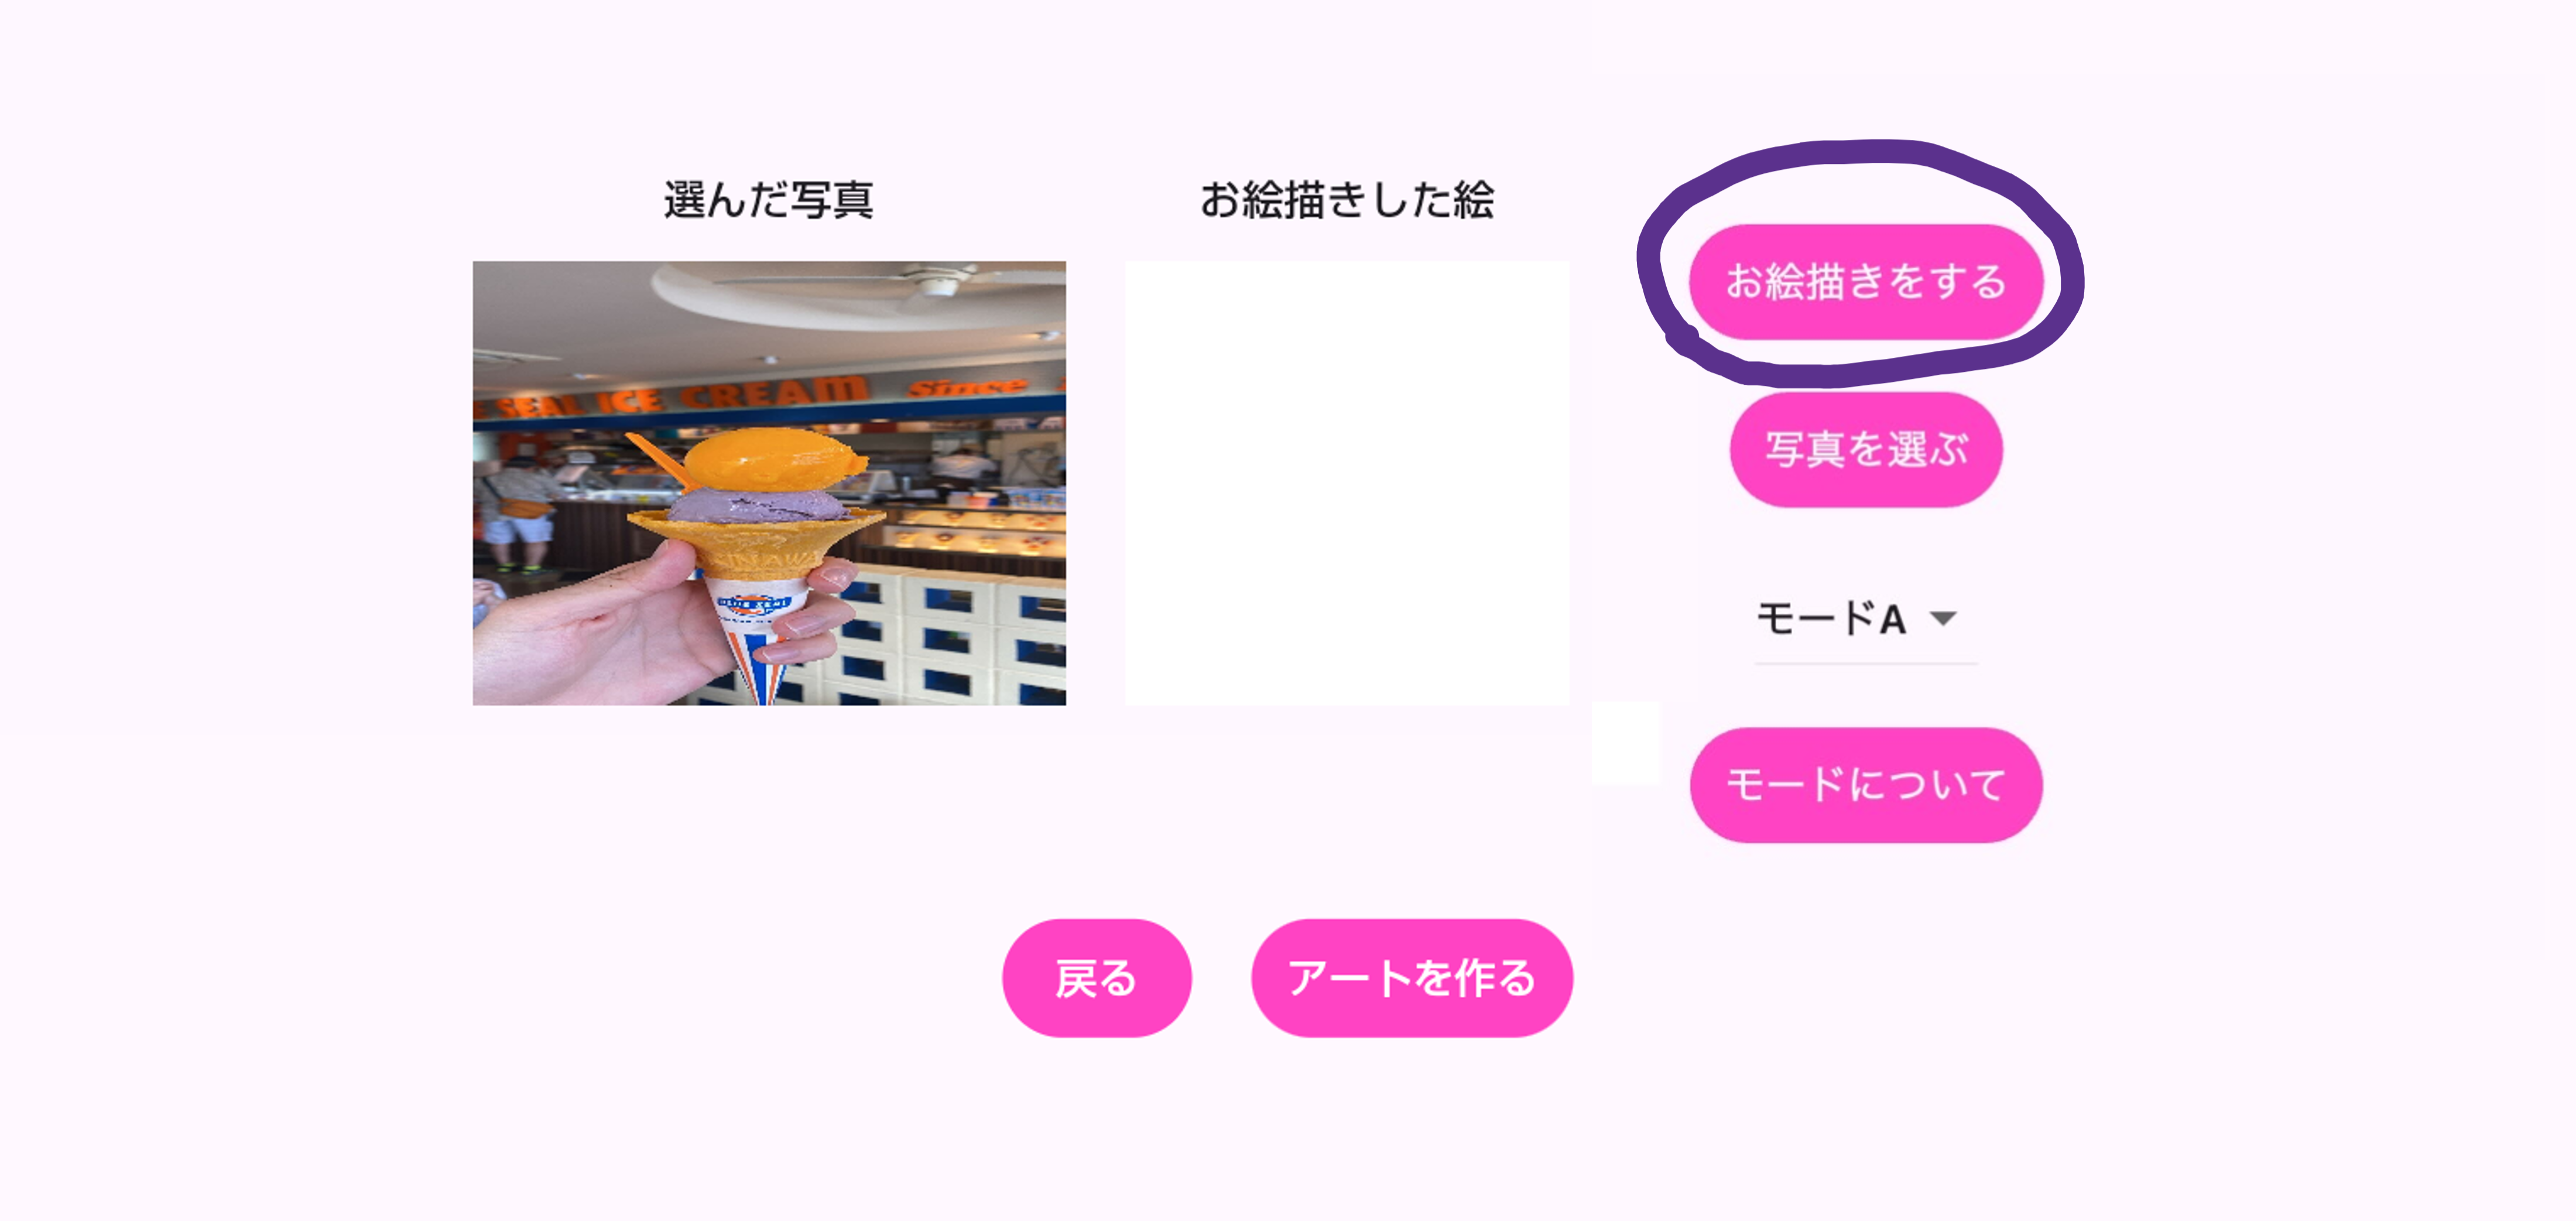 選んだ写真
お絵描きした絵
お絵描きをする
SEAL ICE CREAM Since
写真を選ぶ
モードA
モードについて
戻る
アートを作る